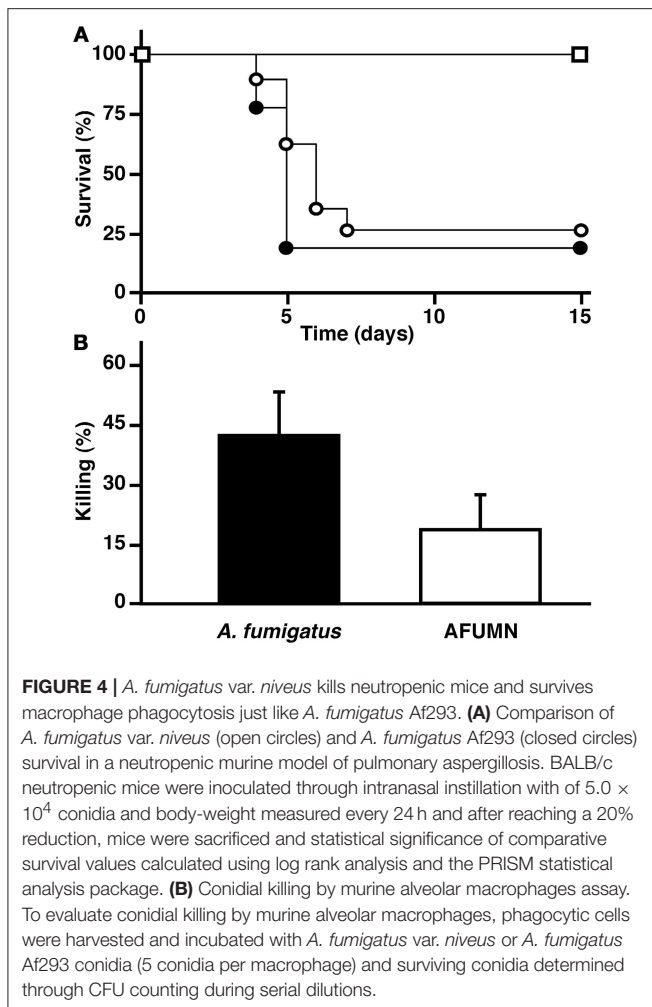 A
100
75
50
25
0
Survival (%)
0 5 10 15
Time (days)
B
60
45
30
15
0
Killing (%)
A. fumigatus AFUMN
FIGURE 4 | A. fumigatus var. niveus kills neutropenic mice and survives
macrophage phagocytosis just like A. fumigatus Af293. (A) Comparison of
A. fumigatus var. niveus (open circles) and A. fumigatus Af293 (closed circles)
survival in a neutropenic murine model of pulmonary aspergillosis. BALB/c
neutropenic mice were inoculated through intranasal instillation with of 5.0 ×
10⁴ conidia and body-weight measured every 24 h and after reaching a 20%
reduction, mice were sacrificed and statistical significance of comparative
survival values calculated using log rank analysis and the PRISM statistical
analysis package. (B) Conidial killing by murine alveolar macrophages assay.
To evaluate conidial killing by murine alveolar macrophages, phagocytic cells
were harvested and incubated with A. fumigatus var. niveus or A. fumigatus
Af293 conidia (5 conidia per macrophage) and surviving conidia determined
through CFU counting during serial dilutions.